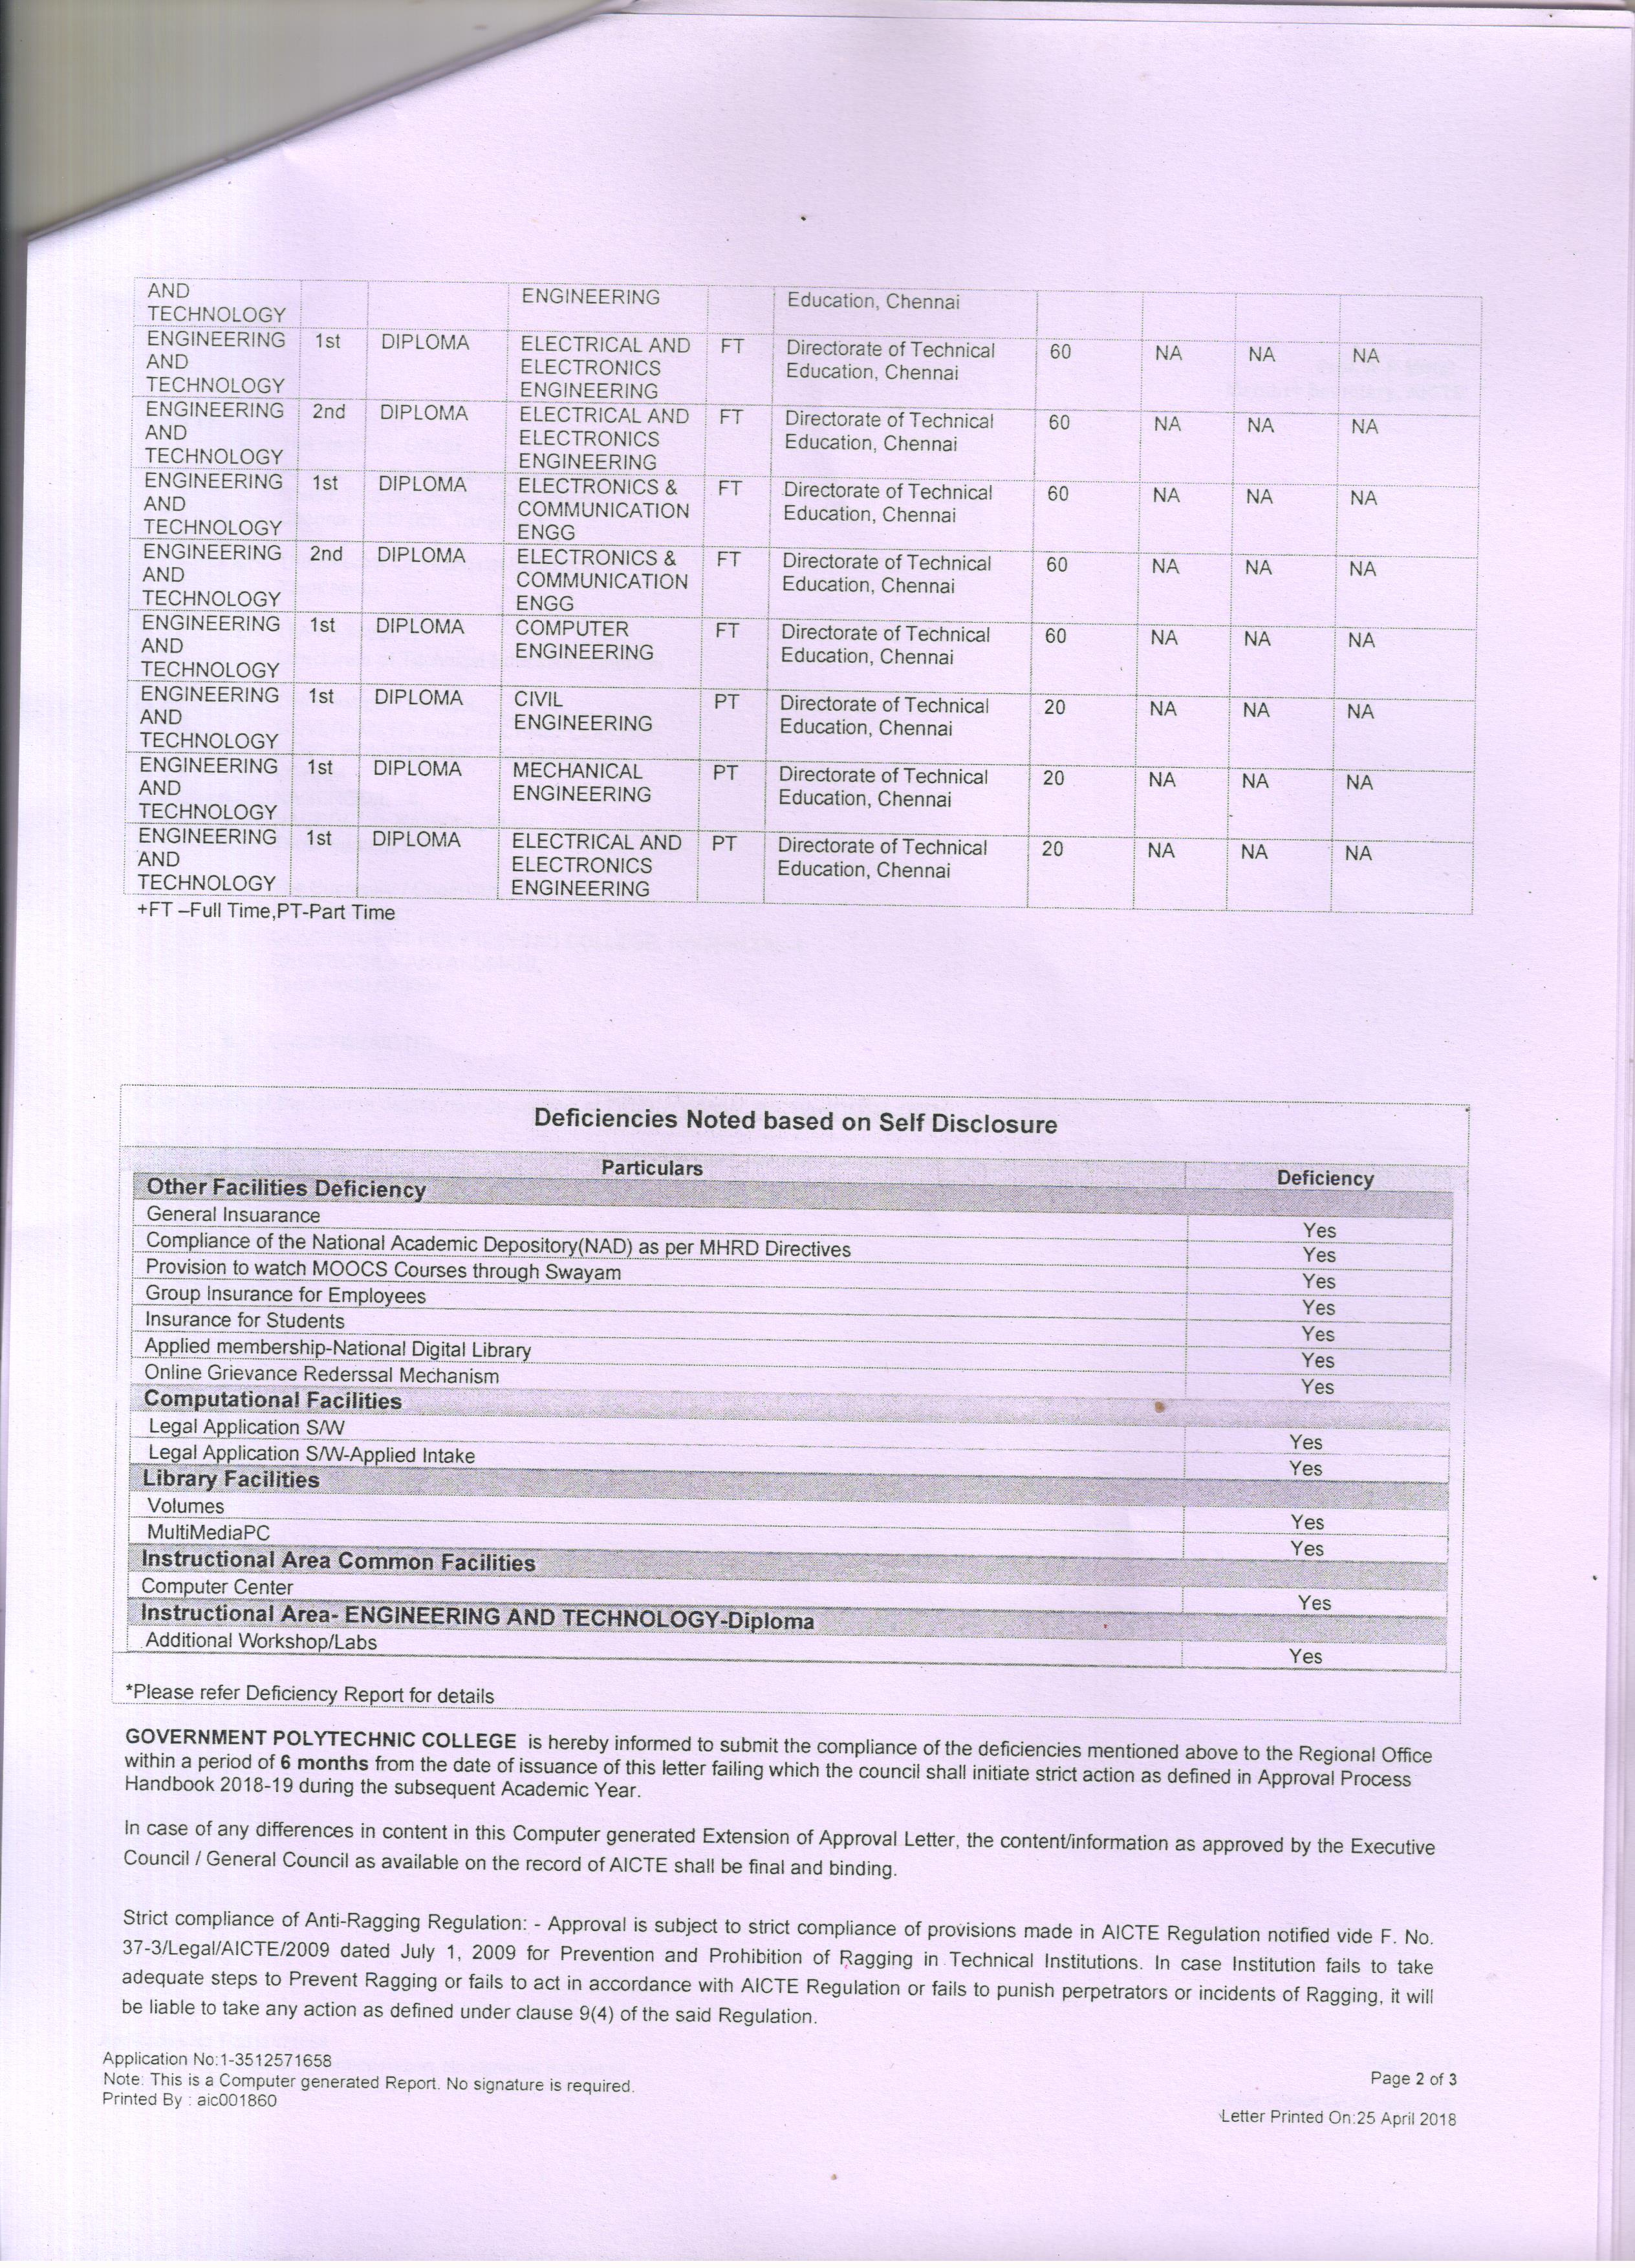 AND
TECHNOLOGY ENGINEERING Education, Chennai
ENGINEERING 1st DIPLOMA ELECTRICAL AND FT Directorate of Technical 60 NA NA NA
AND ELECTRONICS Education, Chennai
TECHNOLOGY ENGINEERING
ENGINEERING 2nd DIPLOMA ELECTRICAL AND FT Directorate of Technical 60 NA NA NA
AND ELECTRONICS Education, Chennai
TECHNOLOGY ENGINEERING
ENGINEERING 1st DIPLOMA ELECTRONICS & FT Directorate of Technical 60 NA NA NA
AND COMMUNICATION Education, Chennai
TECHNOLOGY ENGG
ENGINEERING 2nd DIPLOMA ELECTRONICS & FT Directorate of Technical 60 NA NA NA
AND COMMUNICATION Education, Chennai
TECHNOLOGY ENGG
ENGINEERING 1st DIPLOMA COMPUTER FT Directorate of Technical 60 NA NA NA
AND ENGINEERING Education, Chennai
TECHNOLOGY
ENGINEERING 1st DIPLOMA CIVIL PT Directorate of Technical 20 NA NA NA
AND ENGINEERING Education, Chennai
TECHNOLOGY
ENGINEERING 1st DIPLOMA MECHANICAL PT Directorate of Technical 20 NA NA NA
AND ENGINEERING Education, Chennai
TECHNOLOGY
ENGINEERING 1st DIPLOMA ELECTRICAL AND PT Directorate of Technical 20 NA NA NA
AND ELECTRONICS Education, Chennai
TECHNOLOGY ENGINEERING
+FT –Full Time,PT-Part Time
Deficiencies Noted based on Self Disclosure
Particulars Deficiency
Other Facilities Deficiency
General Insuarance Yes
Compliance of the National Academic Depository(NAD) as per MHRD Directives Yes
Provision to watch MOOCS Courses through Swayam Yes
Group Insurance for Employees Yes
Insurance for Students Yes
Applied membership-National Digital Library Yes
Online Grievance Rederssal Mechanism Yes
Computational Facilities
Legal Application S/W Yes
Legal Application S/W-Applied Intake Yes
Library Facilities
Volumes Yes
MultiMediaPC Yes
Instructional Area Common Facilities
Computer Center Yes
Instructional Area- ENGINEERING AND TECHNOLOGY-Diploma
Additional Workshop/Labs Yes
*Please refer Deficiency Report for details
GOVERNMENT POLYTECHNIC COLLEGE is hereby informed to submit the compliance of the deficiencies mentioned above to the Regional Office
within a period of 6 months from the date of issuance of this letter failing which the council shall initiate strict action as defined in Approval Process
Handbook 2018-19 during the subsequent Academic Year.
In case of any differences in content in this Computer generated Extension of Approval Letter, the content/information as approved by the Executive
Council / General Council as available on the record of AICTE shall be final and binding.
Strict compliance of Anti-Ragging Regulation: - Approval is subject to strict compliance of provisions made in AICTE Regulation notified vide F. No.
37-3/Legal/AICTE/2009 dated July 1, 2009 for Prevention and Prohibition of Ragging in Technical Institutions. In case Institution fails to take
adequate steps to Prevent Ragging or fails to act in accordance with AICTE Regulation or fails to punish perpetrators or incidents of Ragging, it will
be liable to take any action as defined under clause 9(4) of the said Regulation.
Application No:1-3512571658
Note: This is a Computer generated Report. No signature is required.
Printed By : aic001860
Page 2 of 3
Letter Printed On:25 April 2018